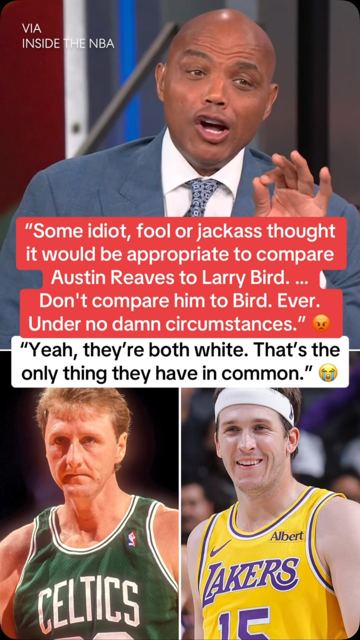 VIA
INSIDE THE NBA
“Some idiot, fool or jackass thought
it would be appropriate to compare
Austin Reaves to Larry Bird. ...
Don't compare him to Bird. Ever.
Under no damn circumstances.” 😡
“Yeah, they’re both white. That’s the
only thing they have in common.” 😭
CELTICS
Albert
LAKERS
15